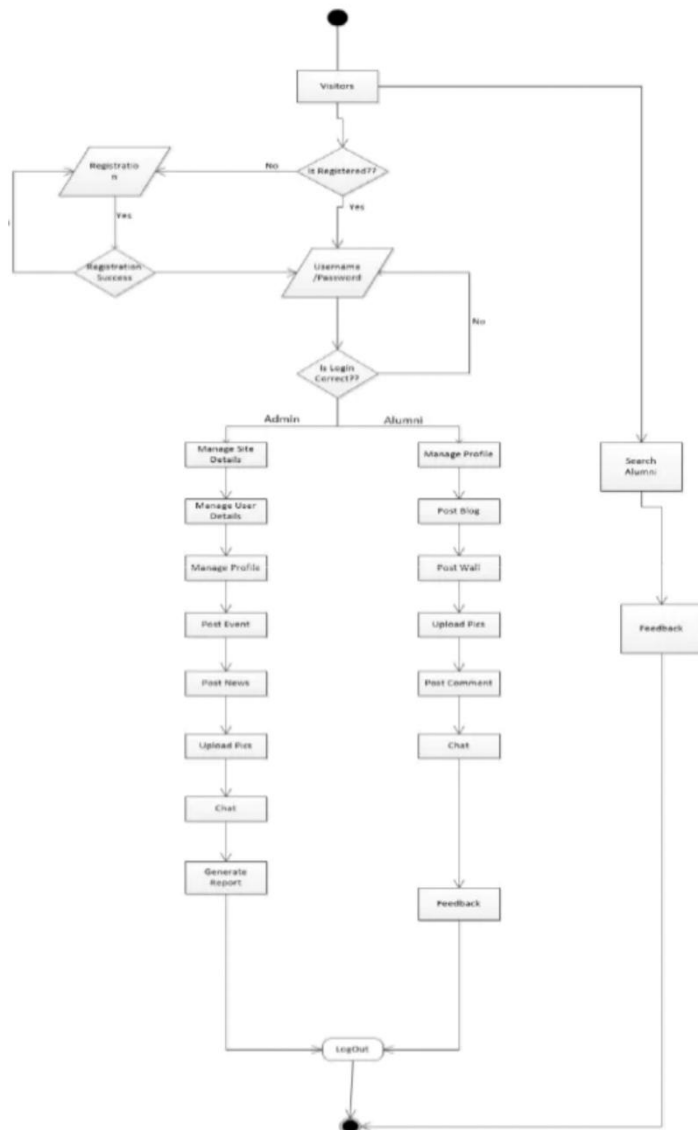 Visitors
Registratio
n
No
Is Registered??
Yes
Yes
Registration
Success
Username
/Password
No
Is Login
Correct??
Admin
Alumni
Manage Site
Details
Manage Profile
Search
Alumni
Manage User
Details
Post Blog
Manage Profile
Post Wall
Post Event
Upload Pics
Feedback
Post News
Post Comment
Upload Pics
Chat
Chat
Generate
Report
Feedback
LogOut